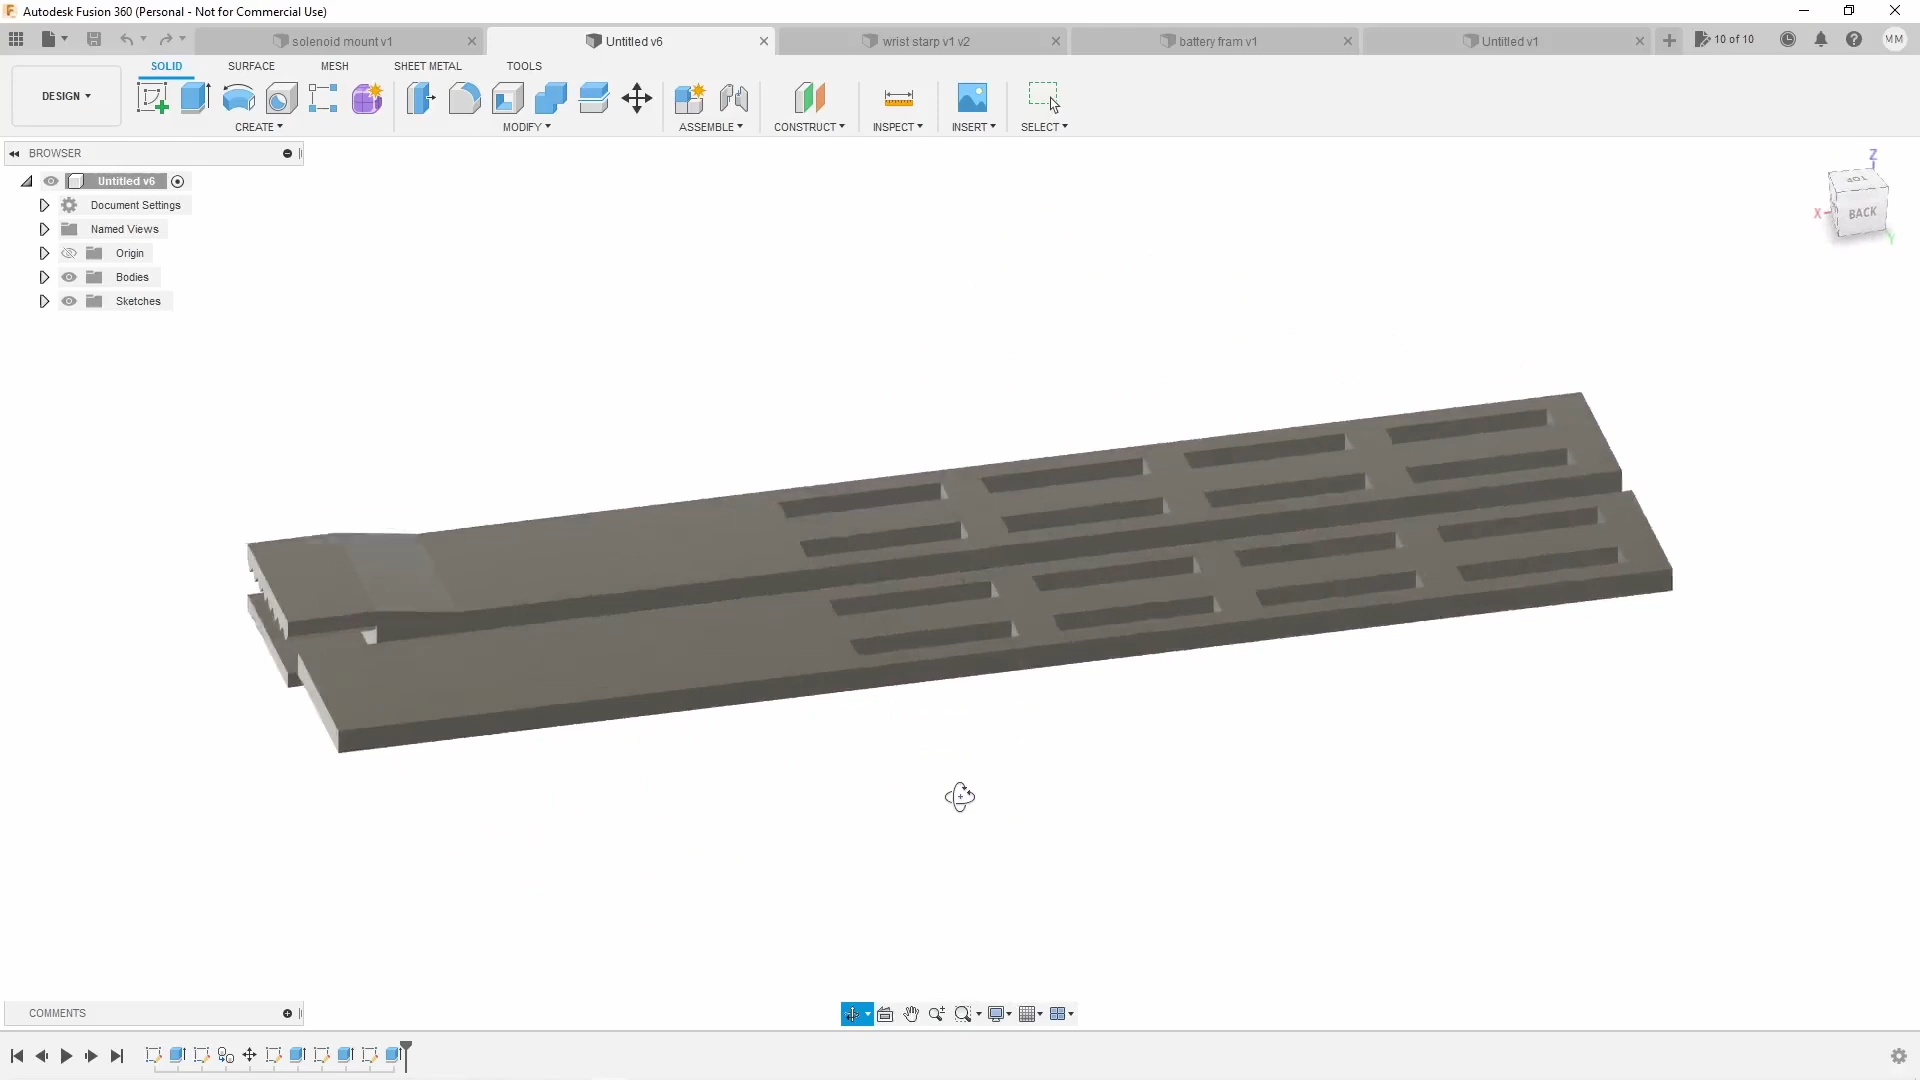 Autodesk Fusion 360 (Personal - Not for Commercial Use)
solenoid mount v1
Untitled v6
wrist starp v1 v2
battery fram v1
Untitled v1
10 of 10
MM
DESIGN
SOLID
SURFACE
MESH
SHEET METAL
TOOLS
CREATE
MODIFY
ASSEMBLE
CONSTRUCT
INSPECT
INSERT
SELECT
BROWSER
Untitled v6
Document Settings
Named Views
Origin
Bodies
Sketches
Z
TOP
X
BACK
Y
COMMENTS